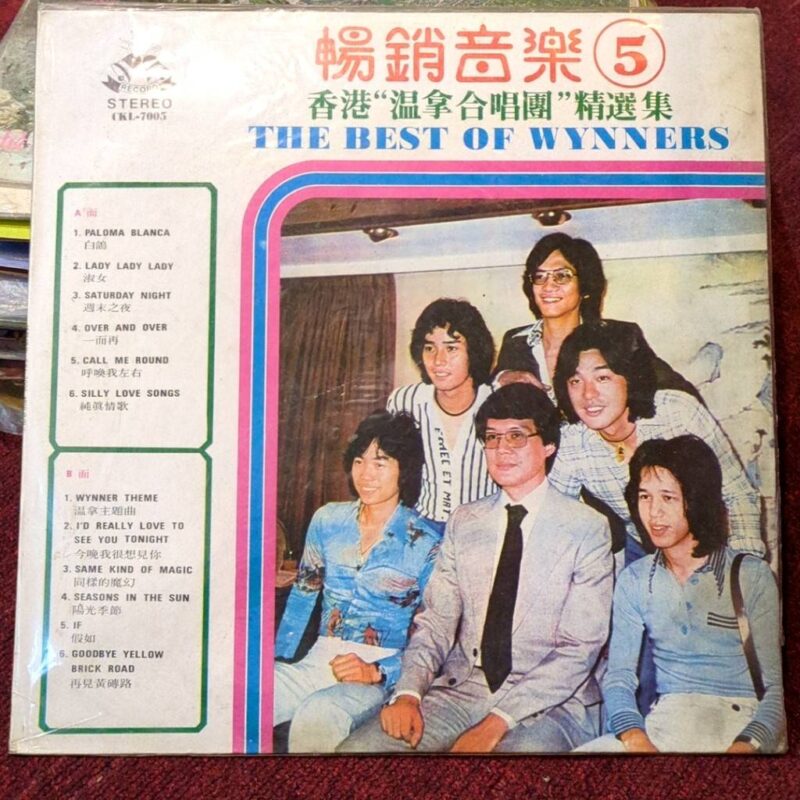 暢銷音楽⑤
RECORD
STEREO
CKL-7005
香港“温拿合唱團”精選集
THE BEST OF WYNNERS
A 面
1. PALOMA BLANCA
白鴿
2. LADY LADY LADY
淑女
3. SATURDAY NIGHT
週末之夜
4. OVER AND OVER
一而再
5. CALL ME ROUND
呼喚我左右
6. SILLY LOVE SONGS
純眞情歌
B 面
1. WYNNER THEME
温拿主題曲
2. I'D REALLY LOVE TO
SEE YOU TONIGHT
今晚我很想見你
3. SAME KIND OF MAGIC
同樣的魔幻
4. SEASONS IN THE SUN
陽光季節
5. IF
假如
6. GOODBYE YELLOW
BRICK ROAD
再見黃磚路